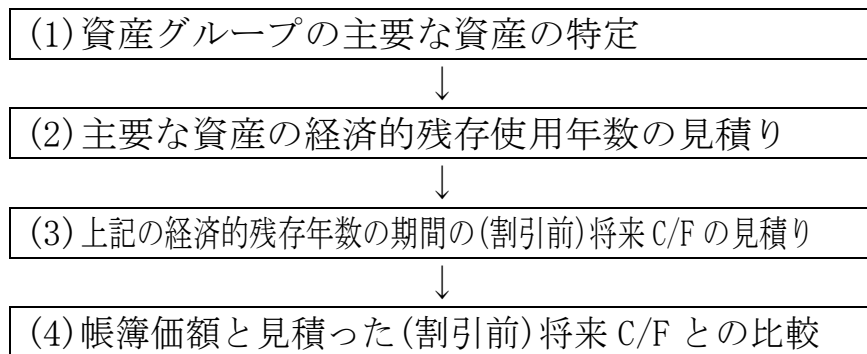 (1)資産グループの主要な資産の特定
↓
(2)主要な資産の経済的残存使用年数の見積り
↓
(3)上記の経済的残存年数の期間の(割引前)将来 C/F の見積り
↓
(4)帳簿価額と見積った(割引前)将来 C/F との比較